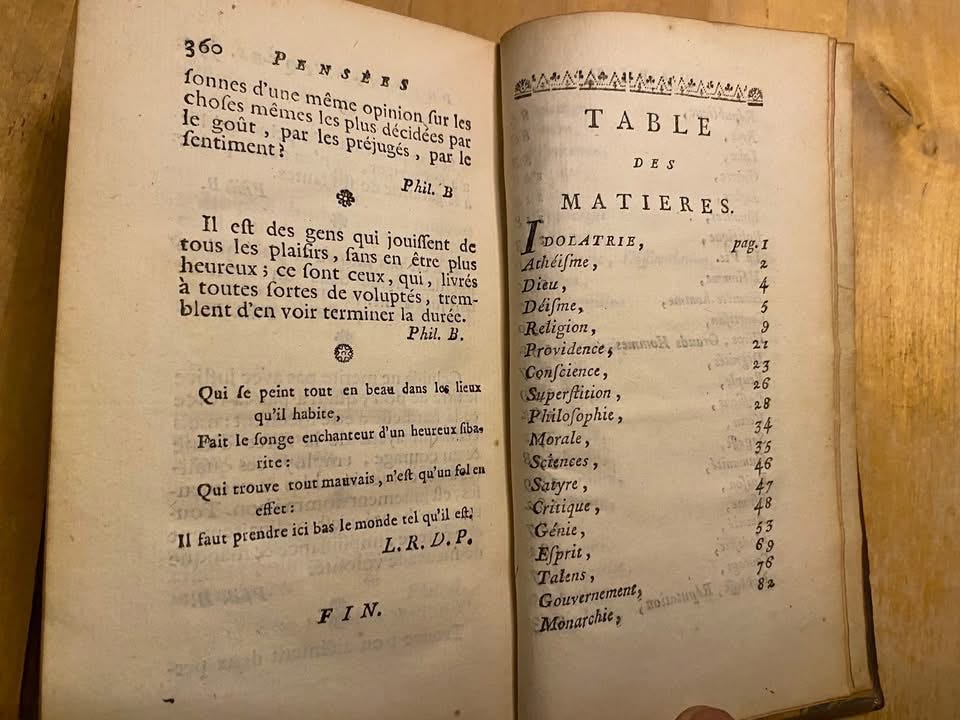 360 PENSÉES
ſonnes d'une même opinion ſur les
choſes mêmes les plus décidées par
le goût, par les préjugés, par le
ſentiment?
Phil. B
Il eſt des gens qui jouiſſent de
tous les plaiſirs, ſans en être plus
heureux; ce ſont ceux, qui, livrés
à toutes ſortes de voluptés, trem-
blent d'en voir terminer la durée.
Phil. B.
Qui ſe peint tout en beau dans les lieux
qu'il habite,
Fait le ſonge enchanteur d'un heureux ſiba-
rite:
Qui trouve tout mauvais, n'eſt qu'un fol en
effet:
Il faut prendre ici bas le monde tel qu'il eſt.
L. R. D. P.
FIN.
TABLE
DES
MATIERES.
IDOLATRIE, pag. 1
Athéiſme, 2
Dieu, 4
Déiſme, 5
Religion, 9
Providence, 21
Conſcience, 23
Superſtition, 26
Philoſophie, 28
Morale, 34
Sciences, 35
Satyre, 46
Critique, 47
Génie, 48
Eſprit, 53
Talens, 69
Gouvernement, 76
Monarchie, 82